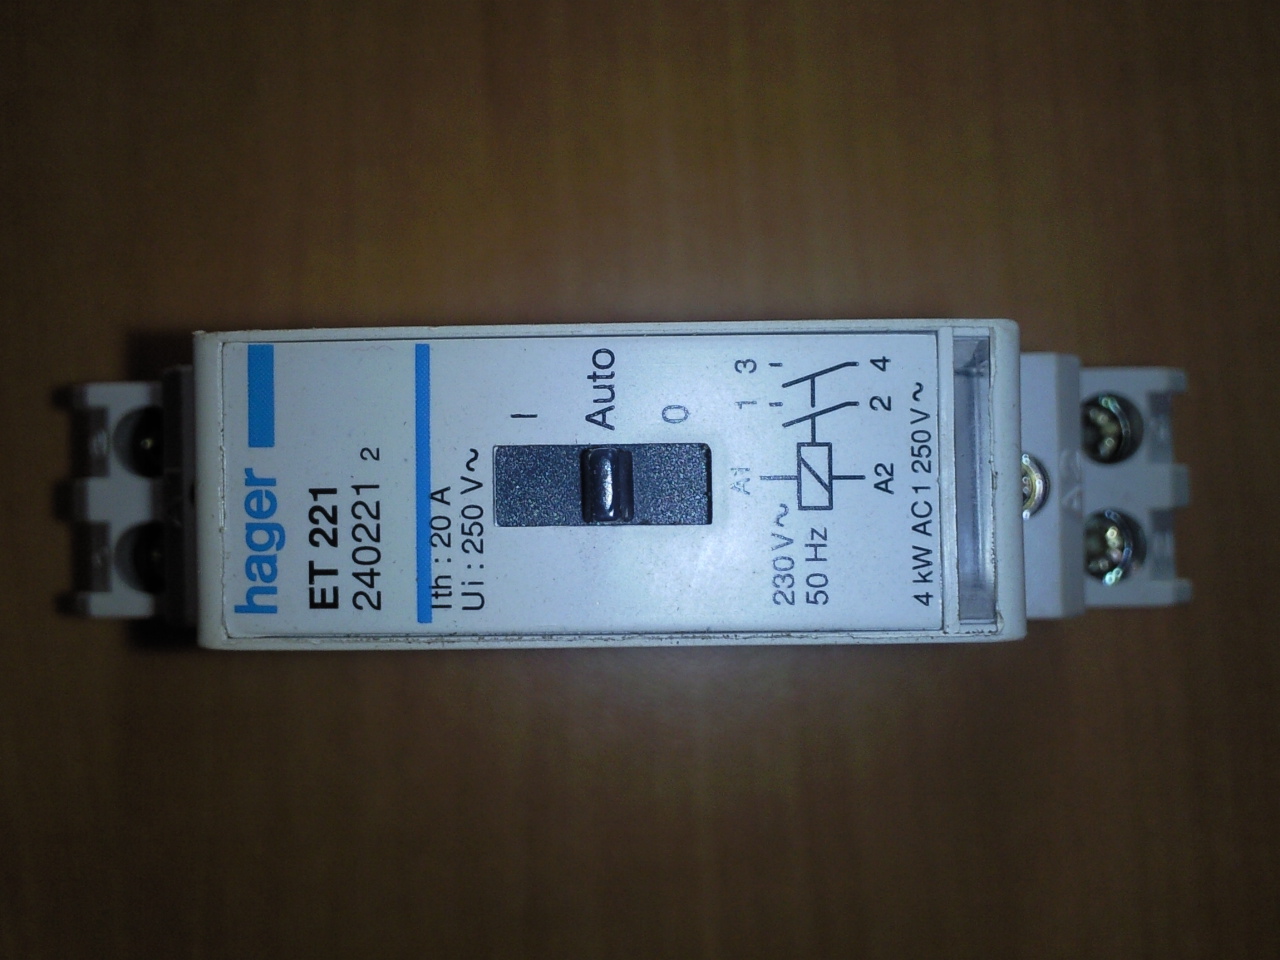 hager
ET 221
240221 2
Ith : 20 A
Ui : 250 V ~
I
Auto
0
1 3
A1
230 V ~
50 Hz
A2 2 4
4 kW AC1 250 V ~